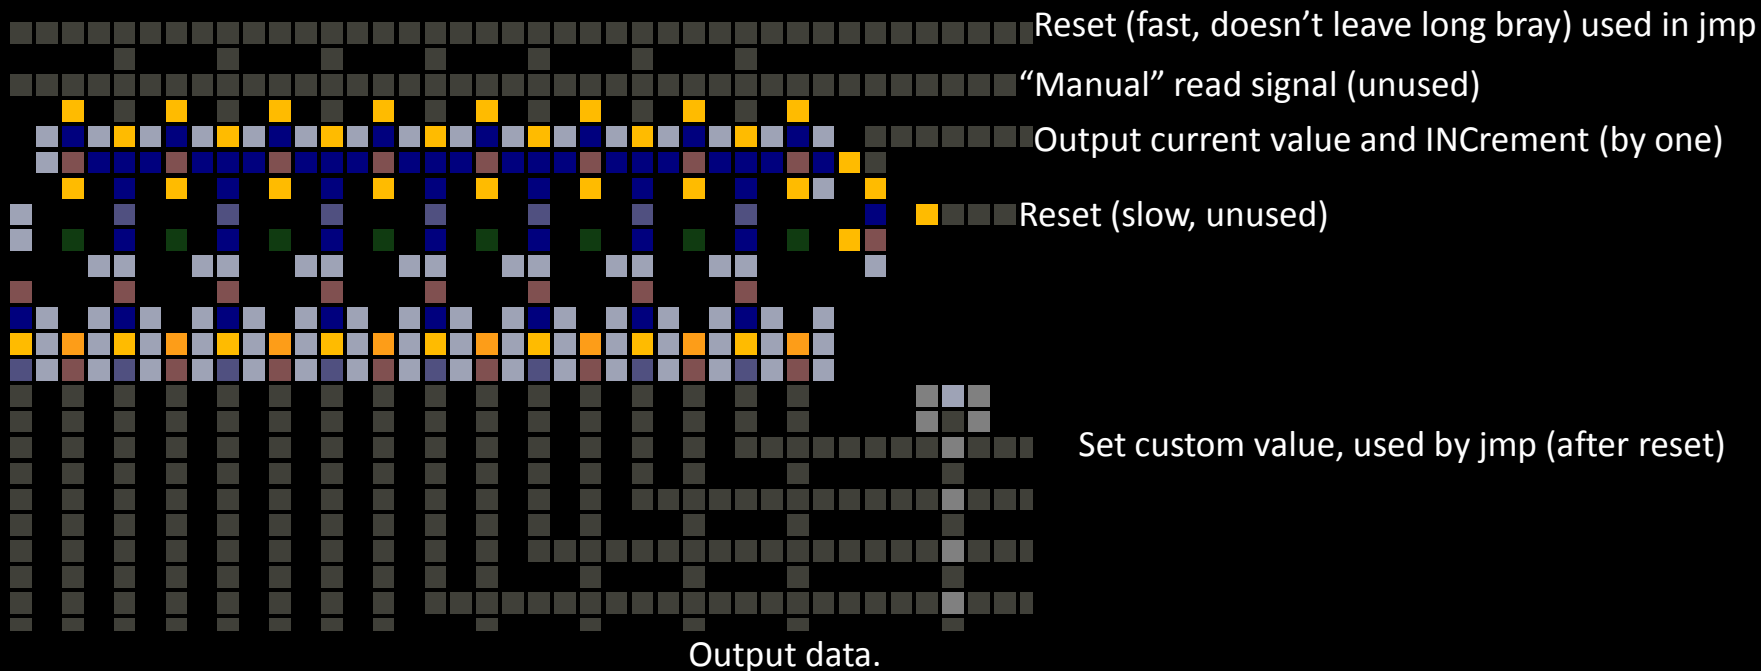 Reset (fast, doesn’t leave long bray) used in jmp
“Manual” read signal (unused)
Output current value and INCrement (by one)
Reset (slow, unused)
Set custom value, used by jmp (after reset)
Output data.